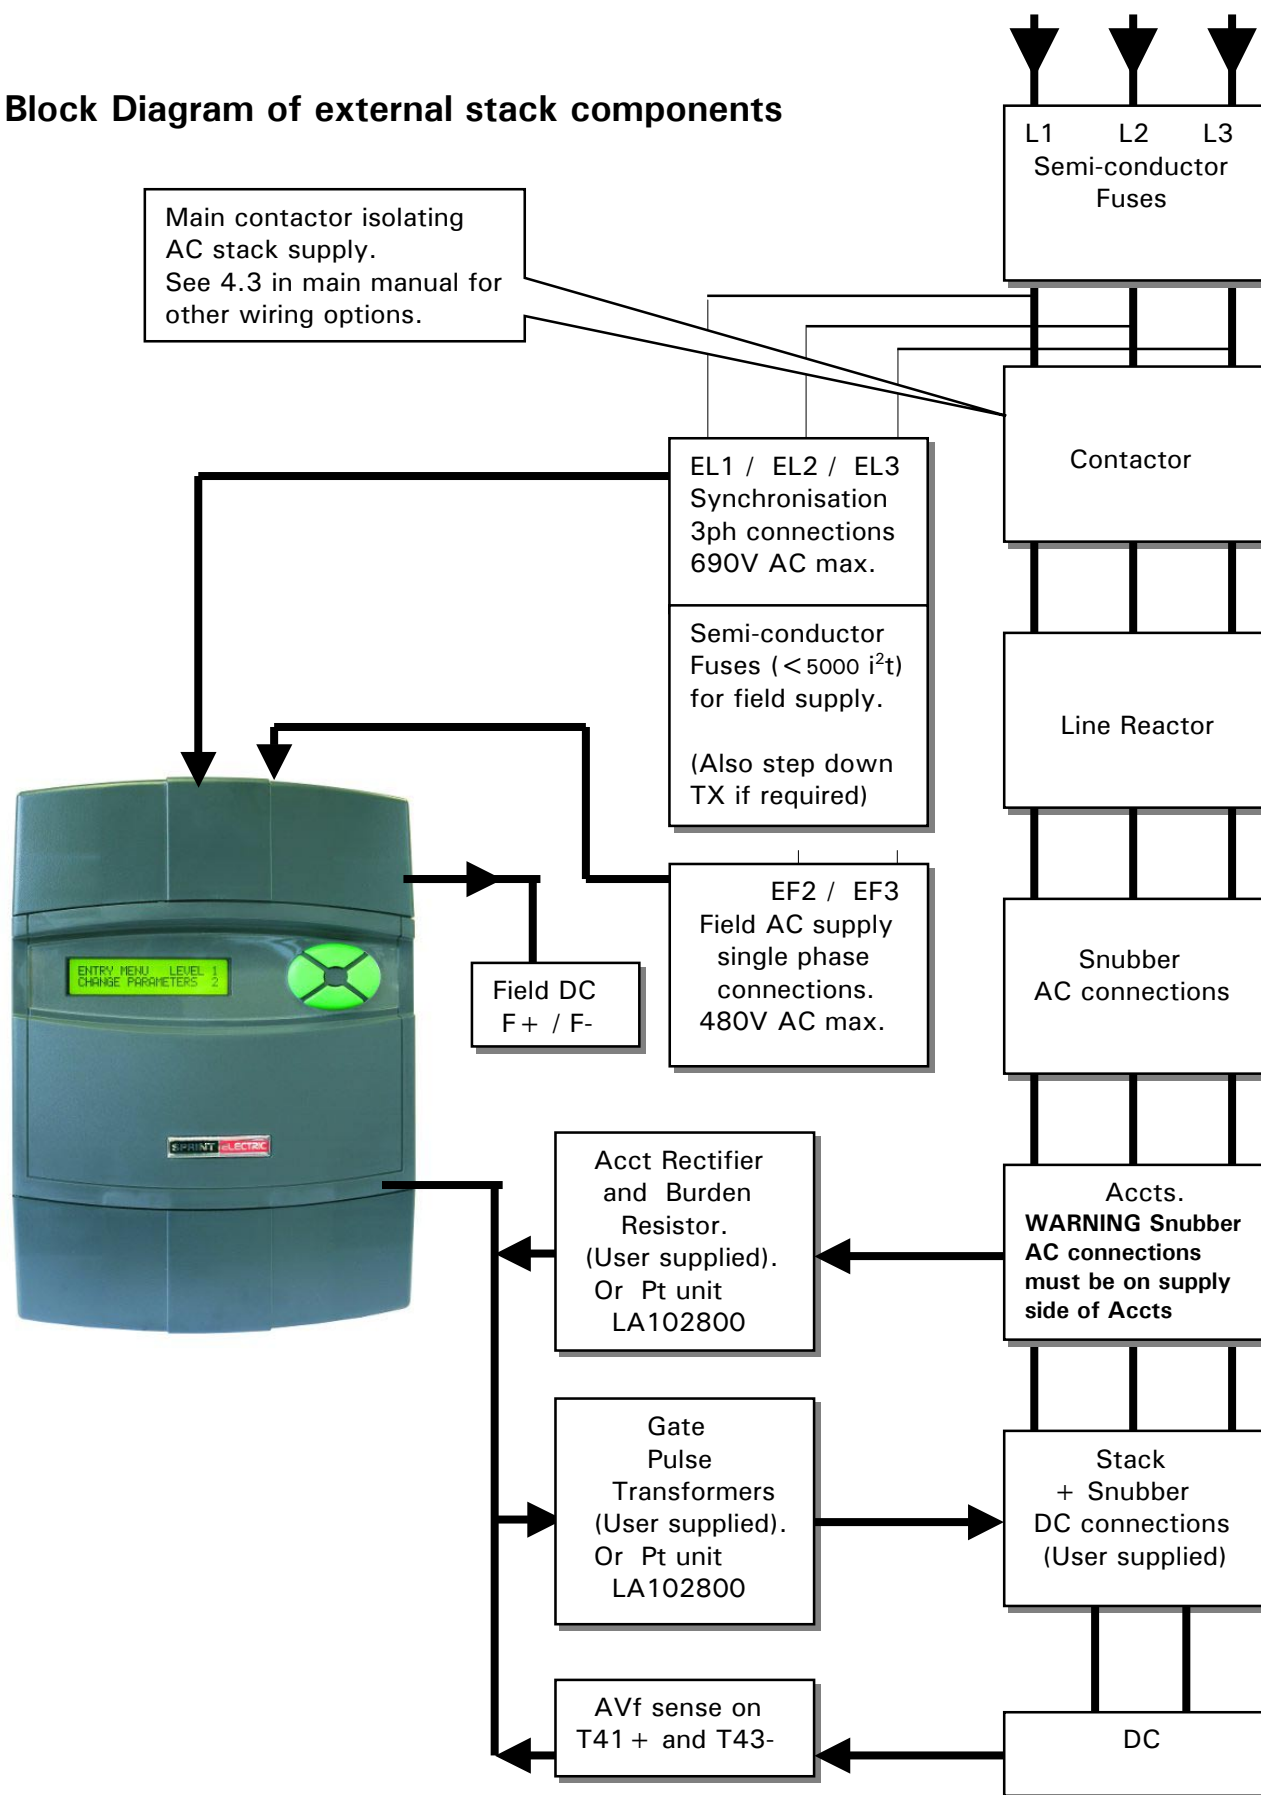 Block Diagram of external stack components
L1 L2 L3
Semi-conductor
Fuses
Main contactor isolating
AC stack supply.
See 4.3 in main manual for
other wiring options.
Contactor
EL1 / EL2 / EL3
Synchronisation
3ph connections
690V AC max.
Semi-conductor
Fuses (<5000 i²t)
for field supply.
(Also step down
TX if required)
Line Reactor
EF2 / EF3
Field AC supply
single phase
connections.
480V AC max.
Snubber
AC connections
ENTRY MENU LEVEL 1
CHANGE PARAMETERS 2
Field DC
F+ / F-
SPRINT ELECTRIC
Acct Rectifier
and Burden
Resistor.
(User supplied).
Or Pt unit
LA102800
Accts.
WARNING Snubber
AC connections
must be on supply
side of Accts
Gate
Pulse
Transformers
(User supplied).
Or Pt unit
LA102800
Stack
+ Snubber
DC connections
(User supplied)
AVf sense on
T41+ and T43-
DC